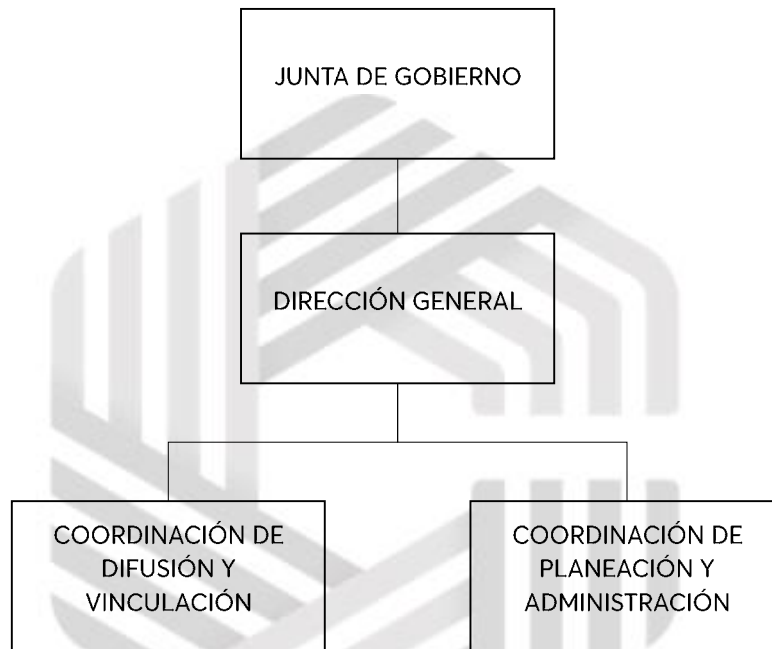 JUNTA DE GOBIERNO
DIRECCIÓN GENERAL
COORDINACIÓN DE
DIFUSIÓN Y
VINCULACIÓN
COORDINACIÓN DE
PLANEACIÓN Y
ADMINISTRACIÓN